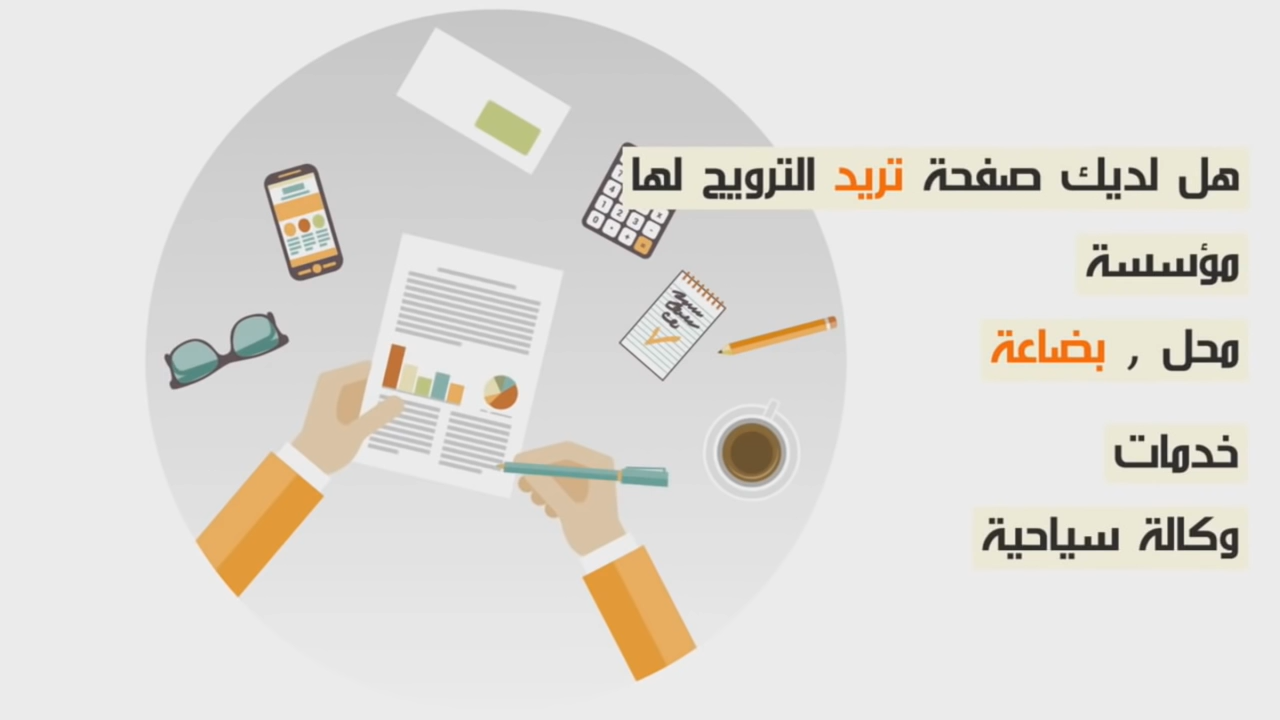 هل لديك صفحة تريد الترويج لها
مؤسسة
محل , بضاعة
خدمات
وكالة سياحية